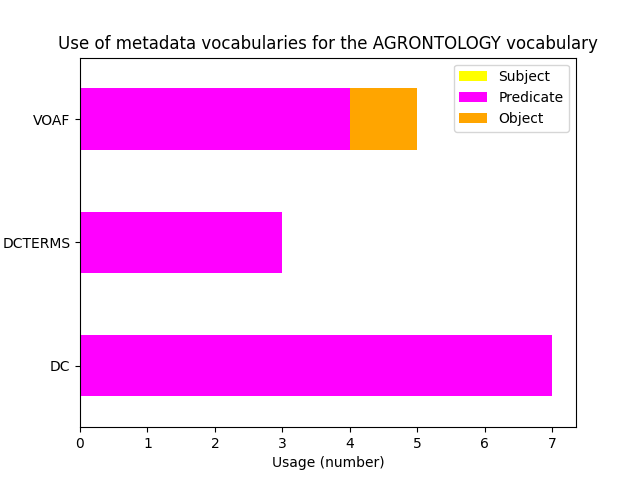 Use of metadata vocabularies for the AGRONTOLOGY vocabulary
Subject
Predicate
Object
VOAF
DCTERMS
DC
0 1 2 3 4 5 6 7
Usage (number)